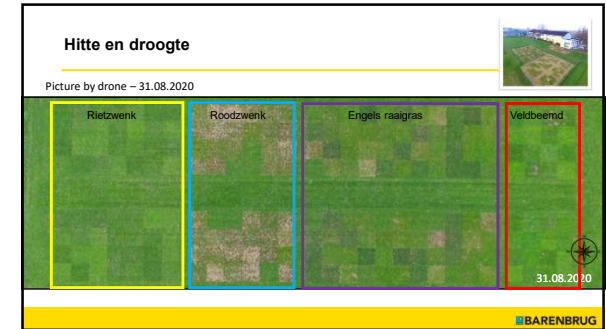 Hitte en droogte
Picture by drone – 31.08.2020
Rietzwenk
Roodzwenk
Engels raaigras
Veldbeemd
31.08.2020
BARENBRUG